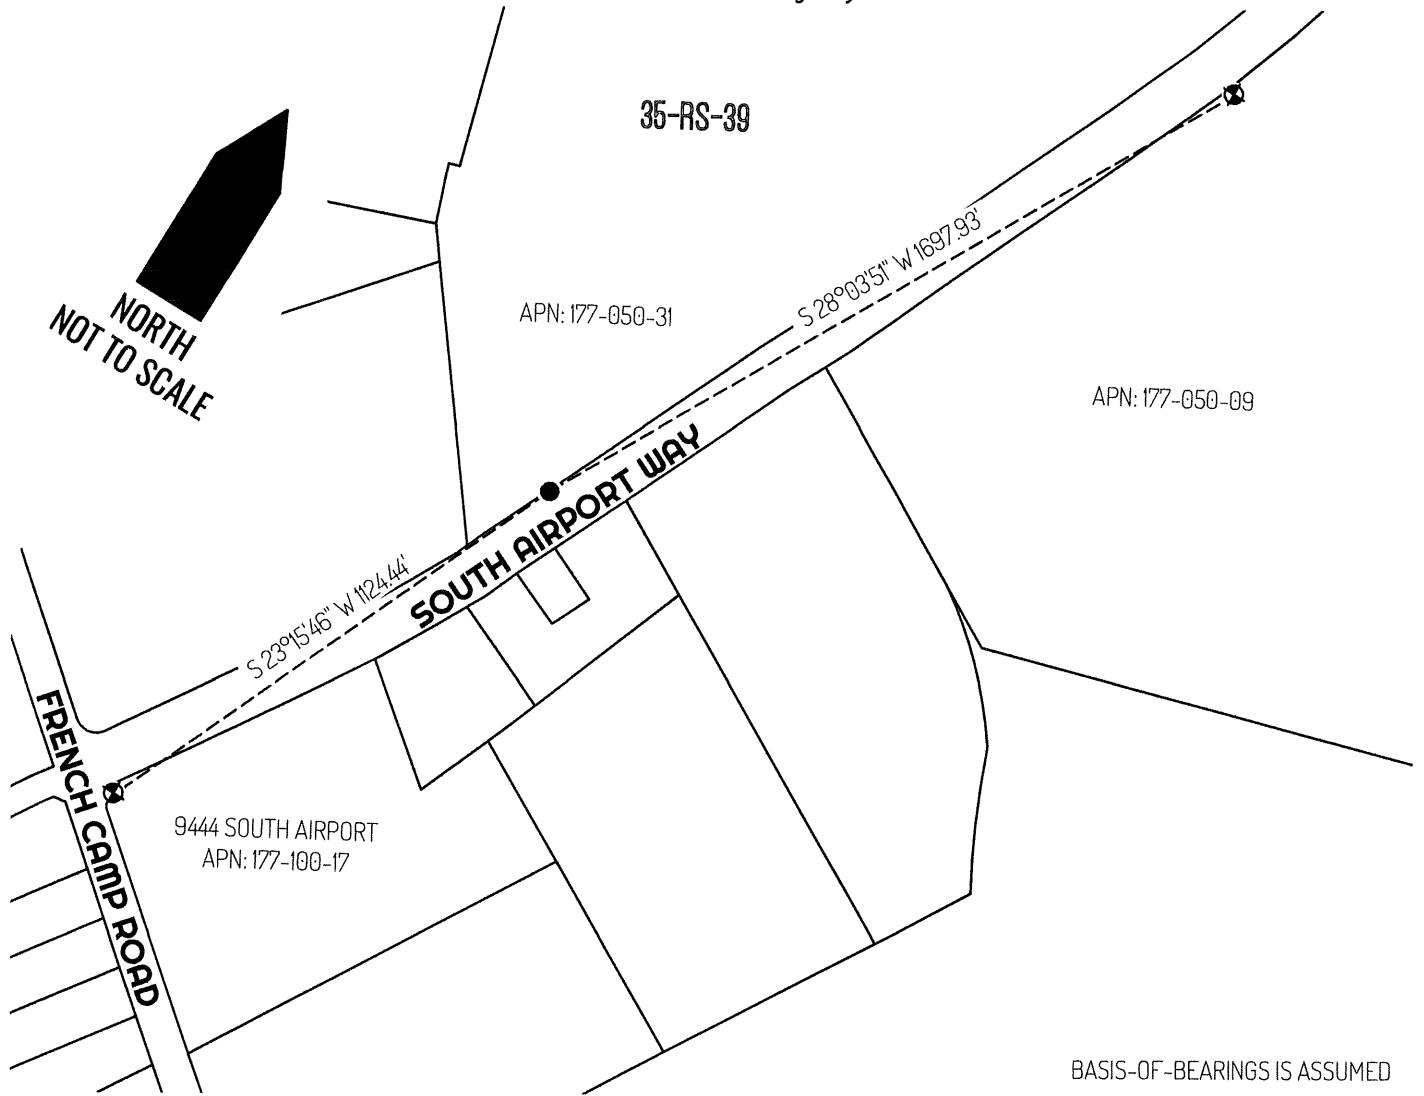 35-RS-39
NORTH
NOT TO SCALE
S 28°03'51" W 1697.93'
APN: 177-050-31
APN: 177-050-09
SOUTH AIRPORT WAY
S 23°15'46" W 1124.44'
FRENCH CAMP ROAD
9444 SOUTH AIRPORT
APN: 177-100-17
BASIS-OF-BEARINGS IS ASSUMED